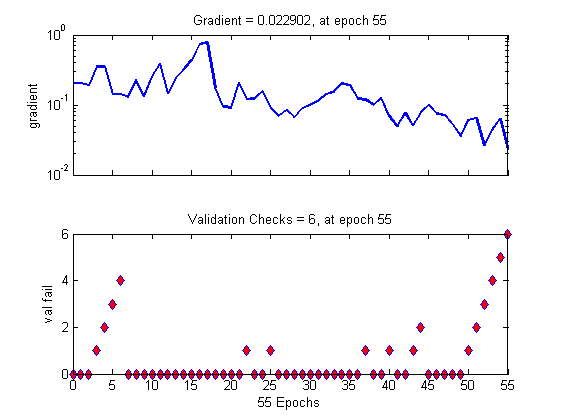 Gradient = 0.022902, at epoch 55
10^0
10^-1
10^-2
gradient
Validation Checks = 6, at epoch 55
6
4
2
0
val fail
0 5 10 15 20 25 30 35 40 45 50 55
55 Epochs